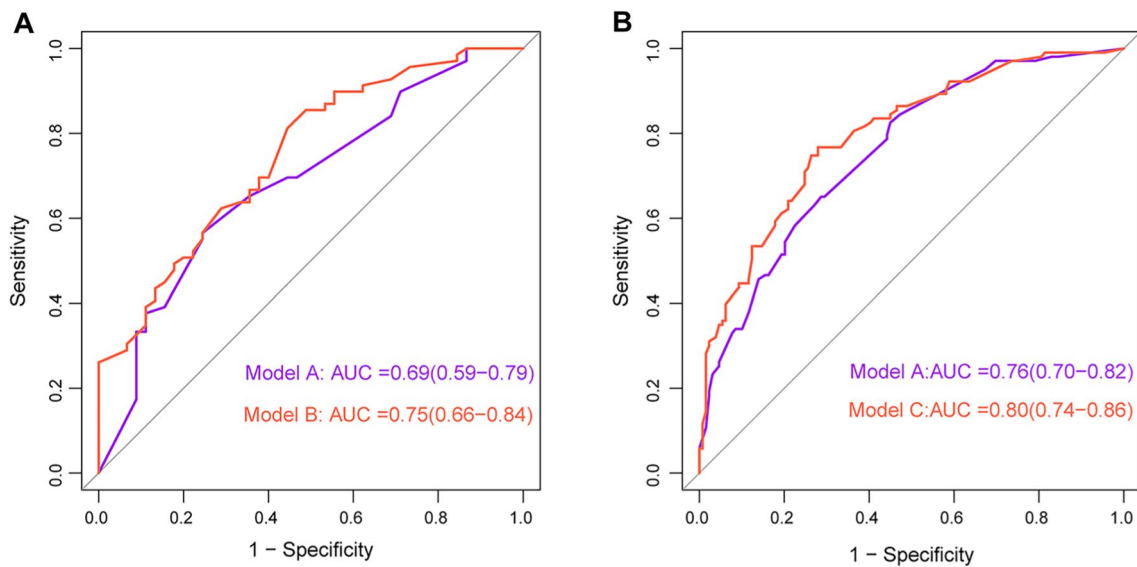 A
Sensitivity
1.0
0.8
0.6
0.4
0.2
0.0
Model A: AUC =0.69(0.59−0.79)
Model B: AUC =0.75(0.66−0.84)
0.0 0.2 0.4 0.6 0.8 1.0
1 − Specificity
B
Sensitivity
1.0
0.8
0.6
0.4
0.2
0.0
Model A:AUC =0.76(0.70−0.82)
Model C:AUC =0.80(0.74−0.86)
0.0 0.2 0.4 0.6 0.8 1.0
1 − Specificity